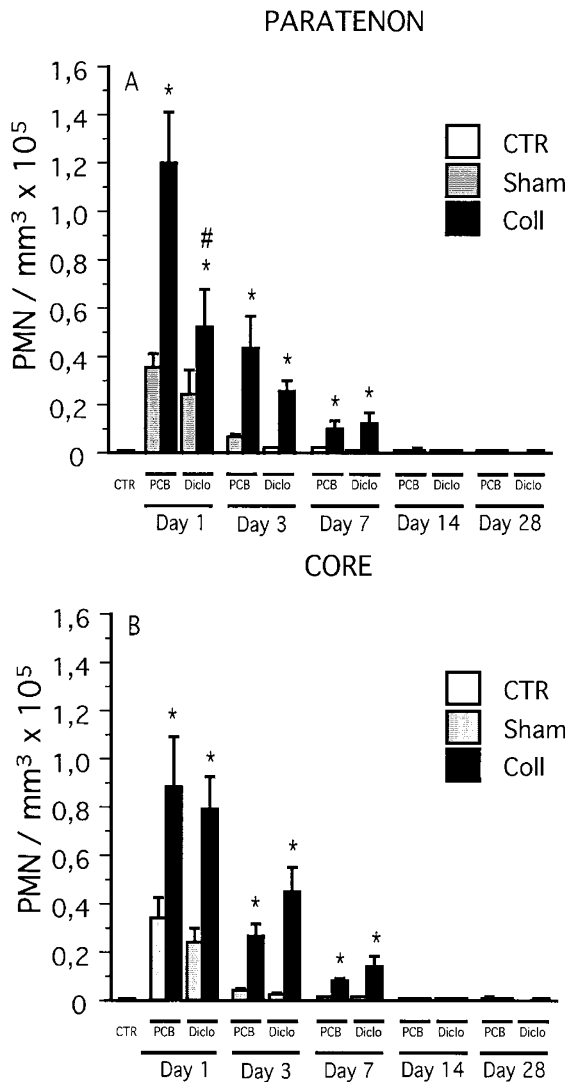 PARATENON
A
1,6
1,4
1,2
1,0
0,8
0,6
0,4
0,2
0
PMN / mm³ x 10⁵
CTR
Sham
Coll
*
#
*
*
*
*
*
CTR PCB Diclo PCB Diclo PCB Diclo PCB Diclo PCB Diclo
Day 1 Day 3 Day 7 Day 14 Day 28
CORE
B
1,6
1,4
1,2
1,0
0,8
0,6
0,4
0,2
0
PMN / mm³ x 10⁵
CTR
Sham
Coll
*
*
*
*
*
*
CTR PCB Diclo PCB Diclo PCB Diclo PCB Diclo PCB Diclo
Day 1 Day 3 Day 7 Day 14 Day 28